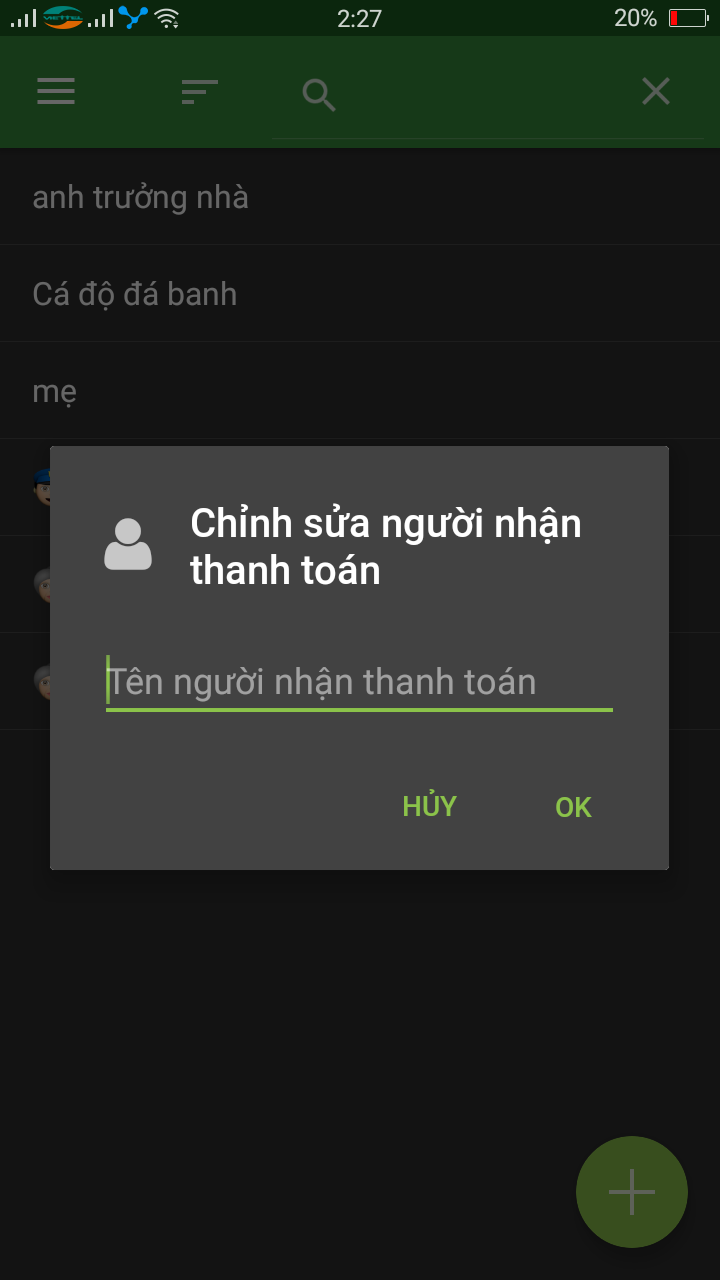 VIETTEL 2:27 20%
anh trưởng nhà
Cá độ đá banh
mẹ
Chỉnh sửa người nhận
thanh toán
Tên người nhận thanh toán
HỦY OK